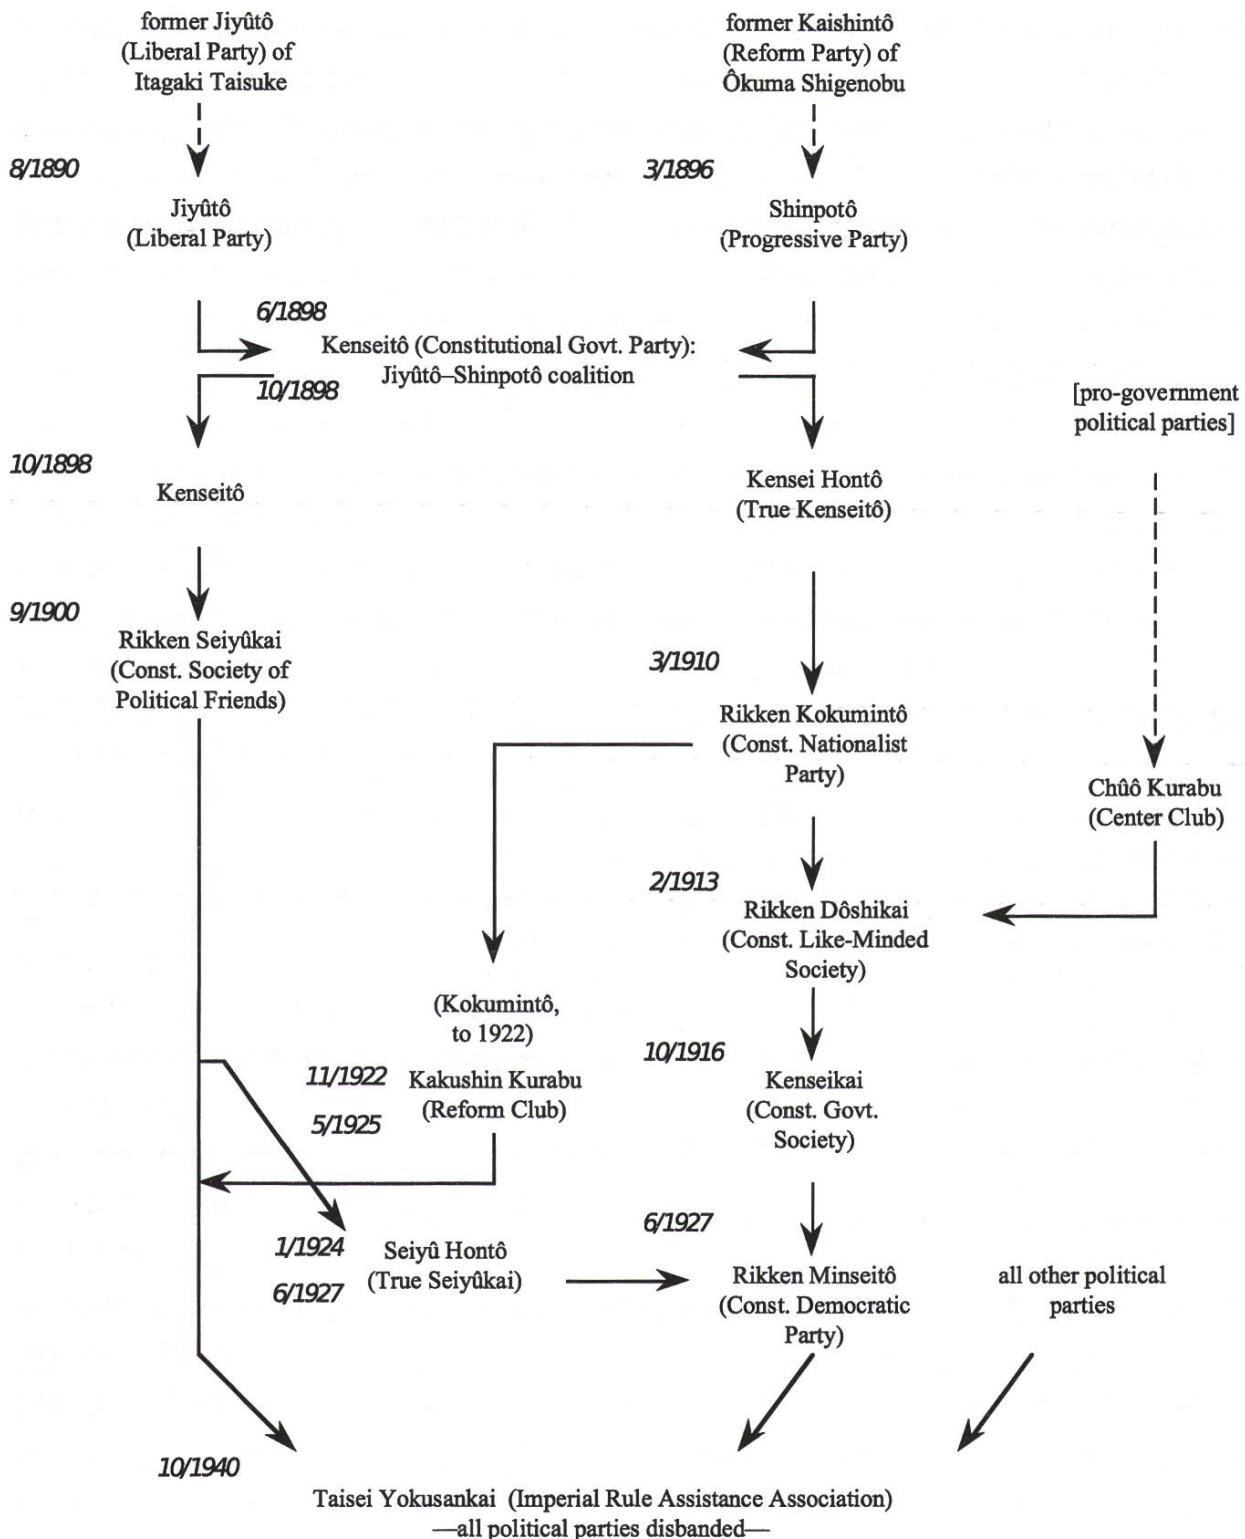 former Jiyûtô
(Liberal Party) of
Itagaki Taisuke
former Kaishintô
(Reform Party) of
Ôkuma Shigenobu
8/1890
3/1896
Jiyûtô
(Liberal Party)
Shinpotô
(Progressive Party)
6/1898
Kenseitô (Constitutional Govt. Party):
Jiyûtô–Shinpotô coalition
10/1898
[pro-government
political parties]
10/1898
Kenseitô
Kensei Hontô
(True Kenseitô)
9/1900
Rikken Seiyûkai
(Const. Society of
Political Friends)
3/1910
Rikken Kokumintô
(Const. Nationalist
Party)
Chûô Kurabu
(Center Club)
2/1913
Rikken Dôshikai
(Const. Like-Minded
Society)
(Kokumintô,
to 1922)
10/1916
11/1922
Kakushin Kurabu
(Reform Club)
5/1925
Kenseikai
(Const. Govt.
Society)
6/1927
1/1924
Seiyû Hontô
(True Seiyûkai)
6/1927
Rikken Minseitô
(Const. Democratic
Party)
all other political
parties
10/1940
Taisei Yokusankai (Imperial Rule Assistance Association)
—all political parties disbanded—